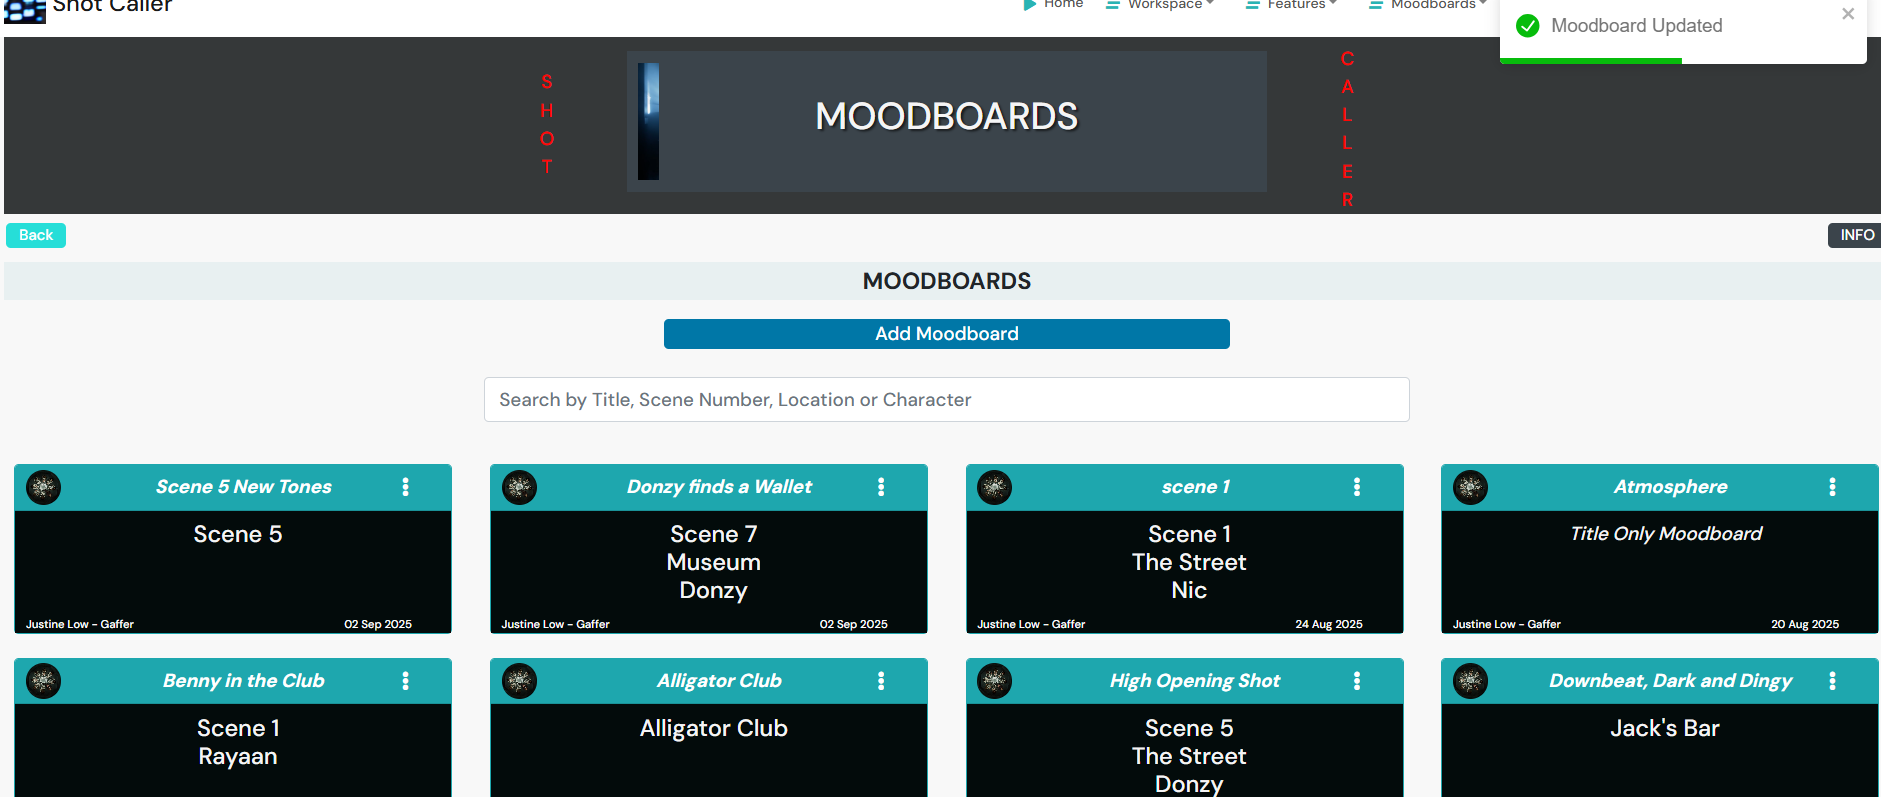 Shot Caller
Home Workspace Features Moodboards
Moodboard Updated
×
SHOT
MOODBOARDS
CALLER
Back
INFO
MOODBOARDS
Add Moodboard
Search by Title, Scene Number, Location or Character
Scene 5 New Tones
Scene 5
Justine Low - Gaffer 02 Sep 2025
Donzy finds a Wallet
Scene 7
Museum
Donzy
Justine Low - Gaffer 02 Sep 2025
scene 1
Scene 1
The Street
Nic
Justine Low - Gaffer 24 Aug 2025
Atmosphere
Title Only Moodboard
Justine Low - Gaffer 20 Aug 2025
Benny in the Club
Scene 1
Rayaan
Alligator Club
Alligator Club
High Opening Shot
Scene 5
The Street
Donzy
Downbeat, Dark and Dingy
Jack's Bar